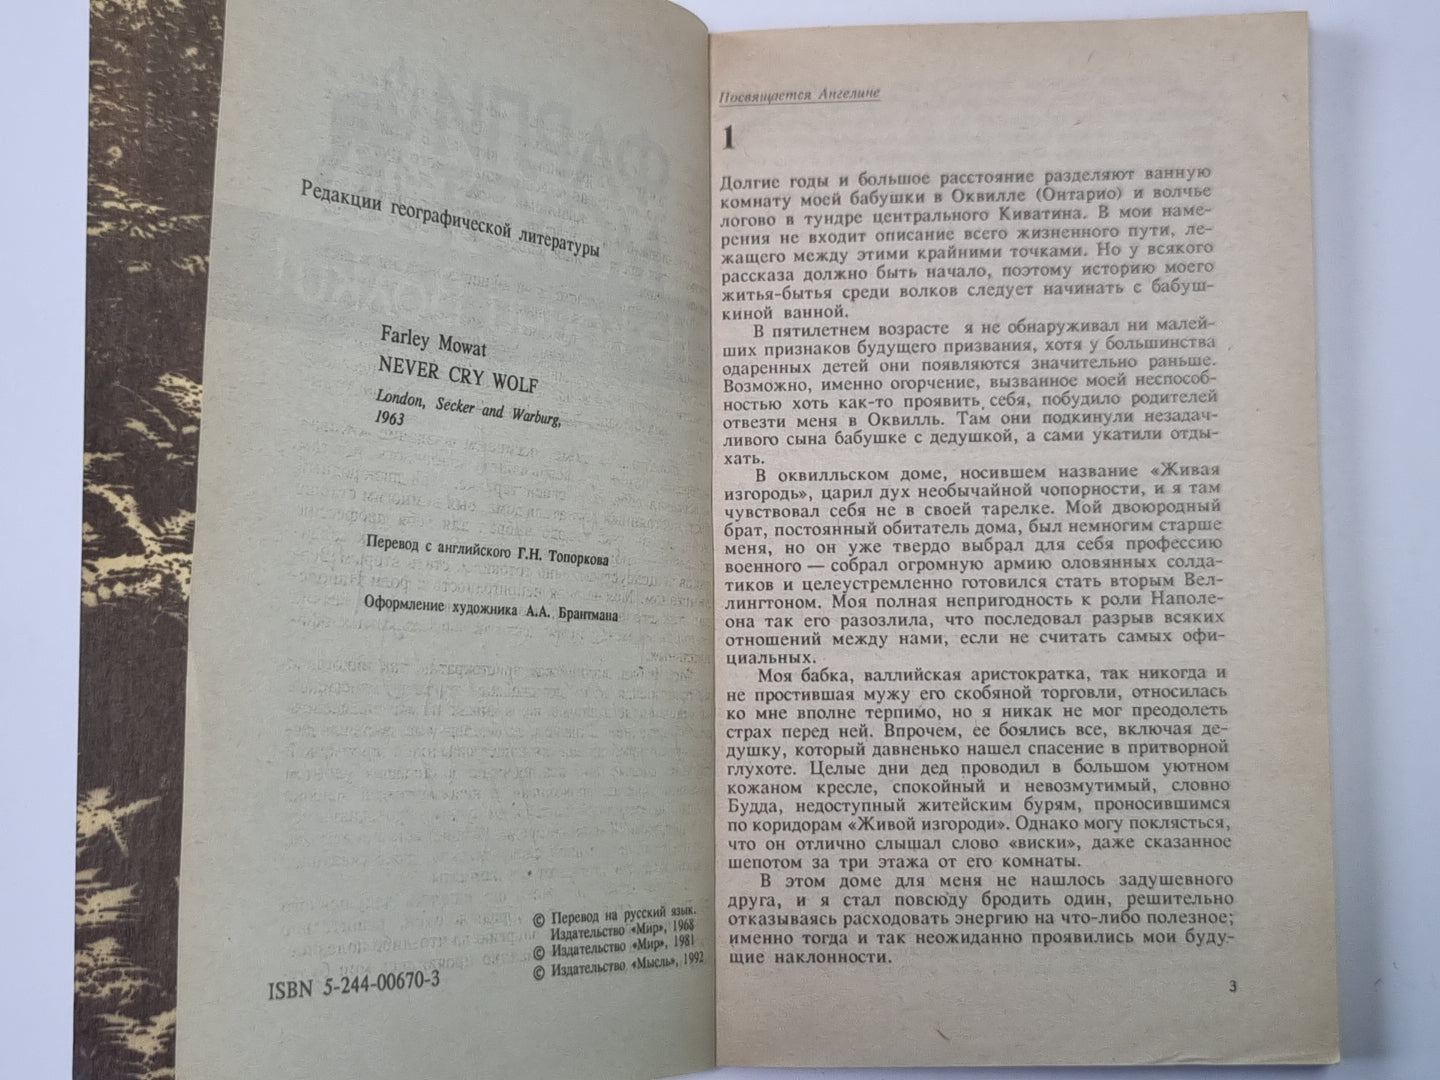 Редакции географической литературы
Farley Mowat
NEVER CRY WOLF
London, Secker and Warburg,
1963
Перевод с английского Г.Н. Топоркова
Оформление художника А.А. Брантмана
© Перевод на русский язык.
Издательство «Мир», 1968
© Издательство «Мир», 1981
© Издательство «Мысль», 1992
ISBN 5-244-00670-3
Посвящается Ангелине
1
Долгие годы и большое расстояние разделяют ванную
комнату моей бабушки в Оквилле (Онтарио) и волчье
логово в тундре центрального Киватина. В мои наме-
рения не входит описание всего жизненного пути, ле-
жащего между этими крайними точками. Но у всякого
рассказа должно быть начало, поэтому историю моего
житья-бытья среди волков следует начинать с бабуш-
киной ванной.
В пятилетнем возрасте я не обнаруживал ни малей-
ших признаков будущего призвания, хотя у большинства
одаренных детей они появляются значительно раньше.
Возможно, именно огорчение, вызванное моей неспособ-
ностью хоть как-то проявить себя, побудило родителей
отвезти меня в Оквилль. Там они подкинули незадач-
ливого сына бабушке с дедушкой, а сами укатили отды-
хать.
В оквилльском доме, носившем название «Живая
изгородь», царил дух необычайной чопорности, и я там
чувствовал себя не в своей тарелке. Мой двоюродный
брат, постоянный обитатель дома, был немногим старше
меня, но он уже твердо выбрал для себя профессию
военного — собрал огромную армию оловянных солда-
тиков и целеустремленно готовился стать вторым Вел-
лингтоном. Моя полная непригодность к роли Наполе-
она так его разозлила, что последовал разрыв всяких
отношений между нами, если не считать самых офи-
циальных.
Моя бабка, валлийская аристократка, так никогда и
не простившая мужу его скобяной торговли, относилась
ко мне вполне терпимо, но я никак не мог преодолеть
страх перед ней. Впрочем, ее боялись все, включая де-
душку, который давненько нашел спасение в притворной
глухоте. Целые дни дед проводил в большом уютном
кожаном кресле, спокойный и невозмутимый, словно
Будда, недоступный житейским бурям, проносившимся
по коридорам «Живой изгороди». Однако могу поклясться,
что он отлично слышал слово «виски», даже сказанное
шепотом за три этажа от его комнаты.
В этом доме для меня не нашлось задушевного
друга, и я стал повсюду бродить один, решительно
отказываясь расходовать энергию на что-либо полезное;
именно тогда и так неожиданно проявились мои буду-
щие наклонности.
3